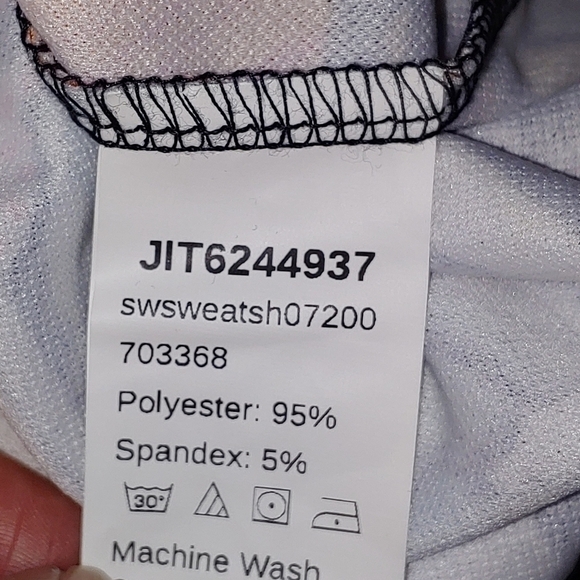 JIT6244937
swsweatsh07200
703368
Polyester: 95%
Spandex: 5%
30°
Machine Wash